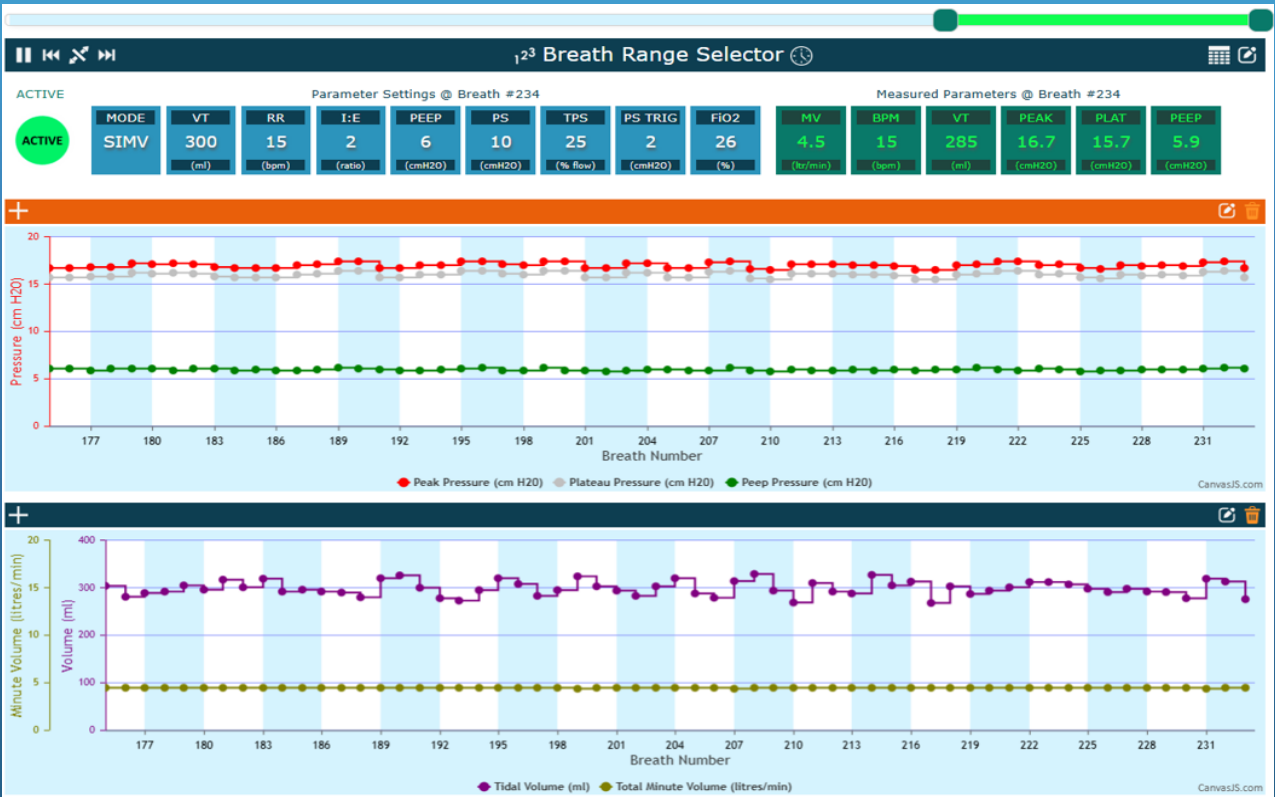 123 Breath Range Selector
ACTIVE Parameter Settings @ Breath #234 Measured Parameters @ Breath #234
ACTIVE
MODE VT RR I:E PEEP PS TPS PS TRIG FiO2 MV BPM VT PEAK PLAT PEEP
SIMV 300 15 2 6 10 25 2 26 4.5 15 285 16.7 15.7 5.9
(ml) (bpm) (ratio) (cmH2O) (cmH2O) (% flow) (cmH2O) (%) (ltr/min) (bpm) (ml) (cmH2O) (cmH2O) (cmH2O)
Pressure (cm H20)
20
15
10
5
0
177 180 183 186 189 192 195 198 201 204 207 210 213 216 219 222 225 228 231
Breath Number
Peak Pressure (cm H20) Plateau Pressure (cm H20) Peep Pressure (cm H20)
CanvasJS.com
Minute Volume (litres/min)
Volume (ml)
20 400
15 300
10 200
5 100
0 0
177 180 183 186 189 192 195 198 201 204 207 210 213 216 219 222 225 228 231
Breath Number
Tidal Volume (ml) Total Minute Volume (litres/min)
CanvasJS.com